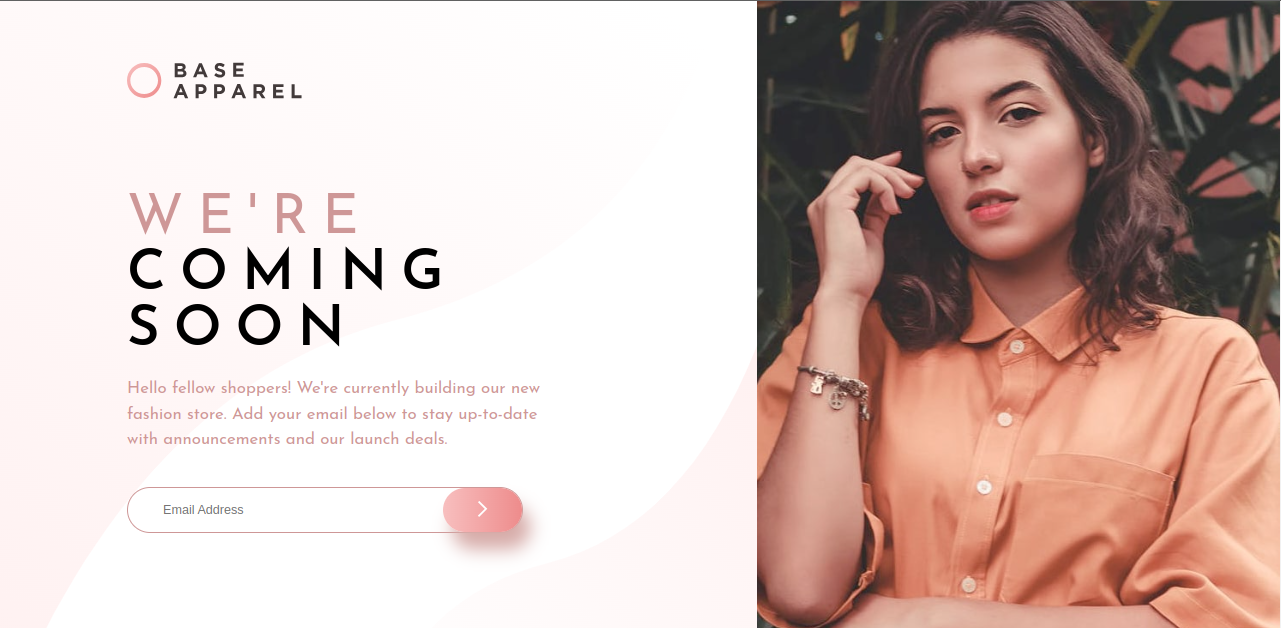 BASE
APPAREL
WE'RE
COMING
SOON
Hello fellow shoppers! We're currently building our new
fashion store. Add your email below to stay up-to-date
with announcements and our launch deals.
Email Address